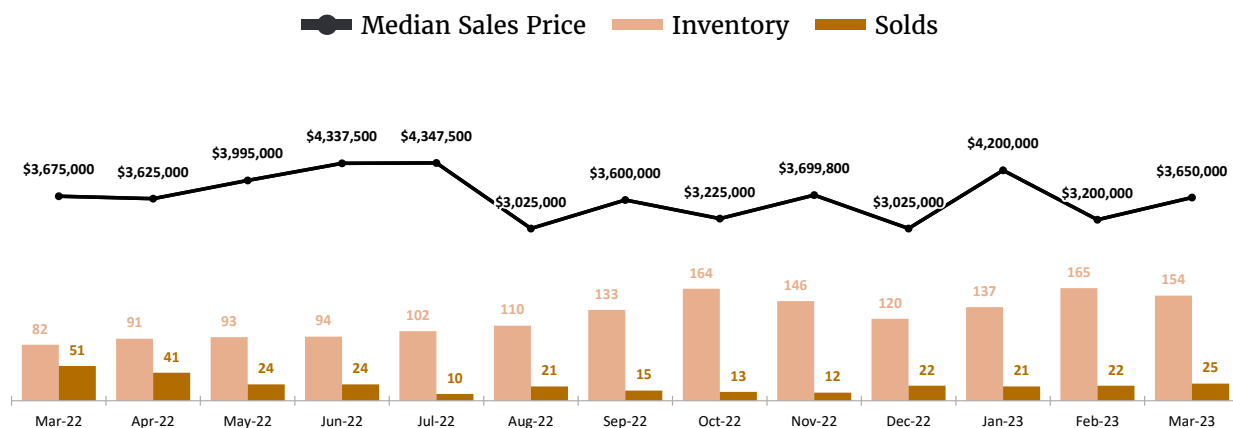 Median Sales Price Inventory Solds
$3,675,000 $3,625,000 $3,995,000 $4,337,500 $4,347,500 $3,025,000 $3,600,000 $3,225,000 $3,699,800 $3,025,000 $4,200,000 $3,200,000 $3,650,000
82 91 93 94 102 110 133 164 146 120 137 165 154
51 41 24 24 10 21 15 13 12 22 21 22 25
Mar-22 Apr-22 May-22 Jun-22 Jul-22 Aug-22 Sep-22 Oct-22 Nov-22 Dec-22 Jan-23 Feb-23 Mar-23